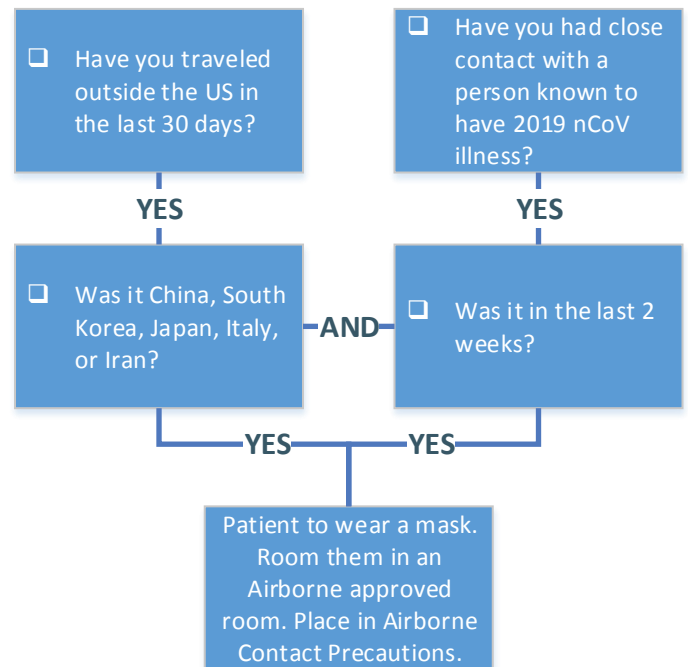 ❑ Have you traveled
outside the US in
the last 30 days?
❑ Have you had close
contact with a
person known to
have 2019 nCoV
illness?
YES
YES
❑ Was it China, South
Korea, Japan, Italy,
or Iran?
AND
❑ Was it in the last 2
weeks?
YES
YES
Patient to wear a mask.
Room them in an
Airborne approved
room. Place in Airborne
Contact Precautions.